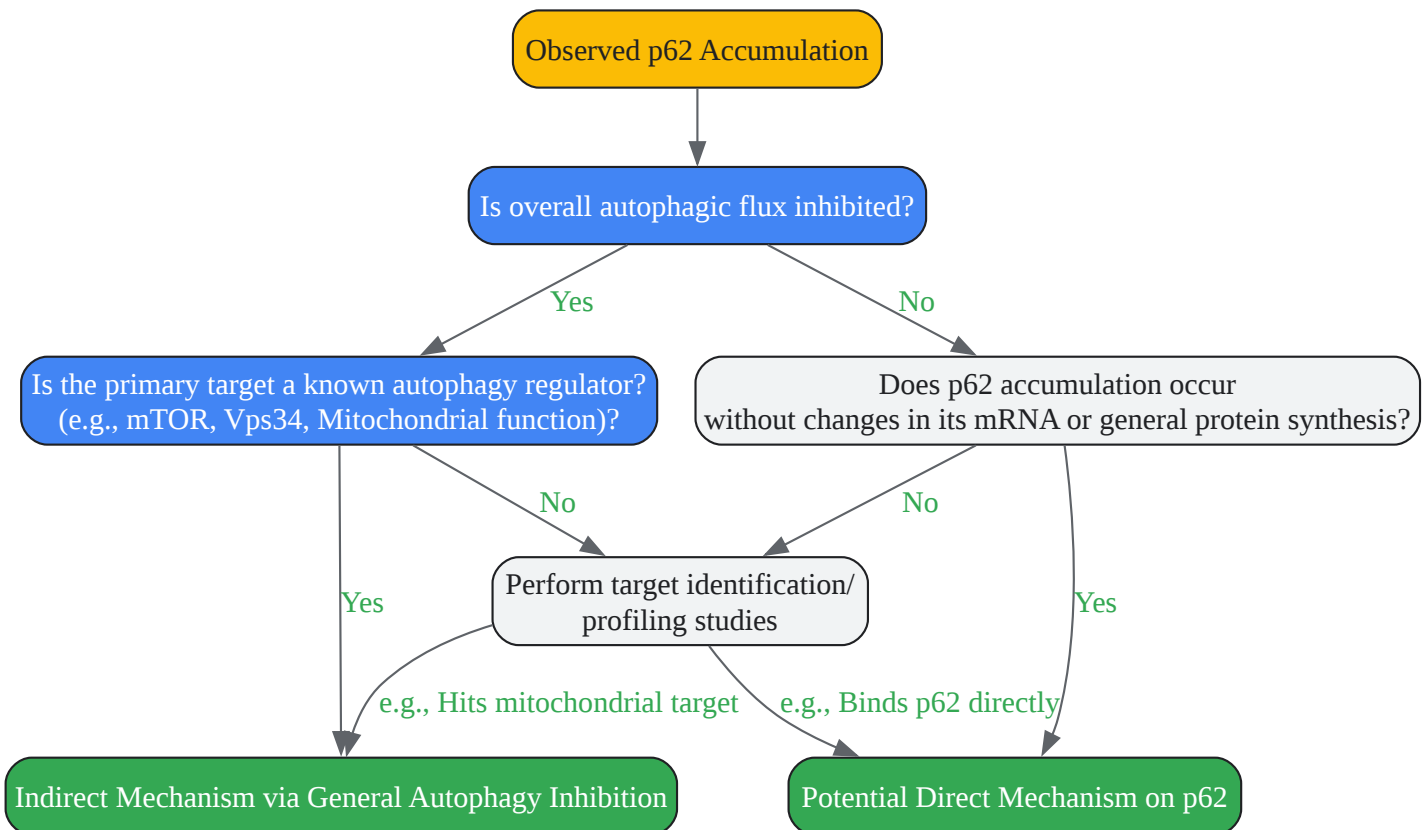 Observed p62 Accumulation
Is overall autophagic flux inhibited?
Yes
No
Is the primary target a known autophagy regulator?
(e.g., mTOR, Vps34, Mitochondrial function)?
Does p62 accumulation occur
without changes in its mRNA or general protein synthesis?
No
No
Perform target identification/
profiling studies
Yes
Yes
e.g., Hits mitochondrial target
e.g., Binds p62 directly
Indirect Mechanism via General Autophagy Inhibition
Potential Direct Mechanism on p62